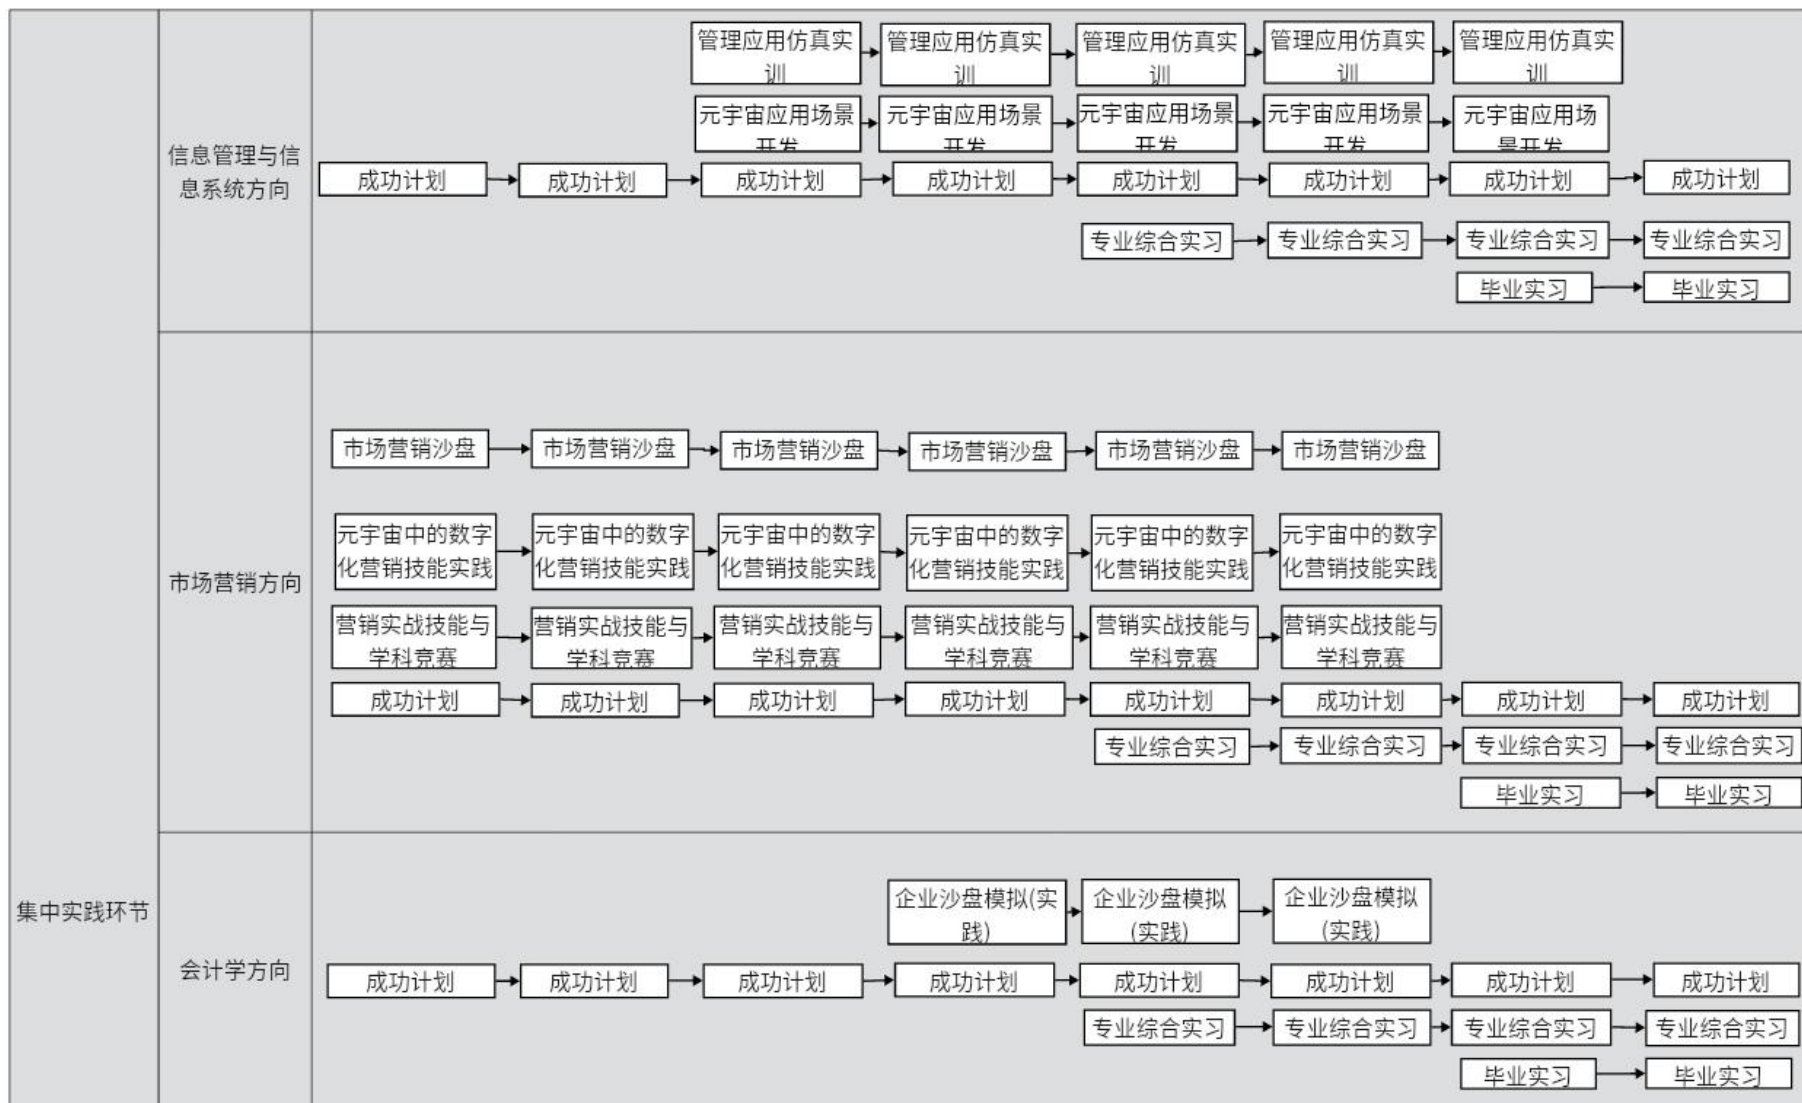 管理应用仿真实 管理应用仿真实 管理应用仿真实 管理应用仿真实 管理应用仿真实
训 训 训 训 训
元宇宙应用场景 元宇宙应用场景 元宇宙应用场景 元宇宙应用场景 元宇宙应用场
开发 开发 开发 开发 景开发
信息管理与信
息系统方向
成功计划 成功计划 成功计划 成功计划 成功计划 成功计划 成功计划 成功计划
专业综合实习 专业综合实习 专业综合实习 专业综合实习
毕业实习 毕业实习
市场营销沙盘 市场营销沙盘 市场营销沙盘 市场营销沙盘 市场营销沙盘 市场营销沙盘
元宇宙中的数字 元宇宙中的数字 元宇宙中的数字 元宇宙中的数字 元宇宙中的数字 元宇宙中的数字
化营销技能实践 化营销技能实践 化营销技能实践 化营销技能实践 化营销技能实践 化营销技能实践
市场营销方向
营销实战技能与 营销实战技能与 营销实战技能与 营销实战技能与 营销实战技能与 营销实战技能与
学科竞赛 学科竞赛 学科竞赛 学科竞赛 学科竞赛 学科竞赛
成功计划 成功计划 成功计划 成功计划 成功计划 成功计划 成功计划 成功计划
专业综合实习 专业综合实习 专业综合实习 专业综合实习
毕业实习 毕业实习
集中实践环节
企业沙盘模拟(实 企业沙盘模拟 企业沙盘模拟
践) (实践) (实践)
会计学方向
成功计划 成功计划 成功计划 成功计划 成功计划 成功计划 成功计划 成功计划
专业综合实习 专业综合实习 专业综合实习 专业综合实习
毕业实习 毕业实习